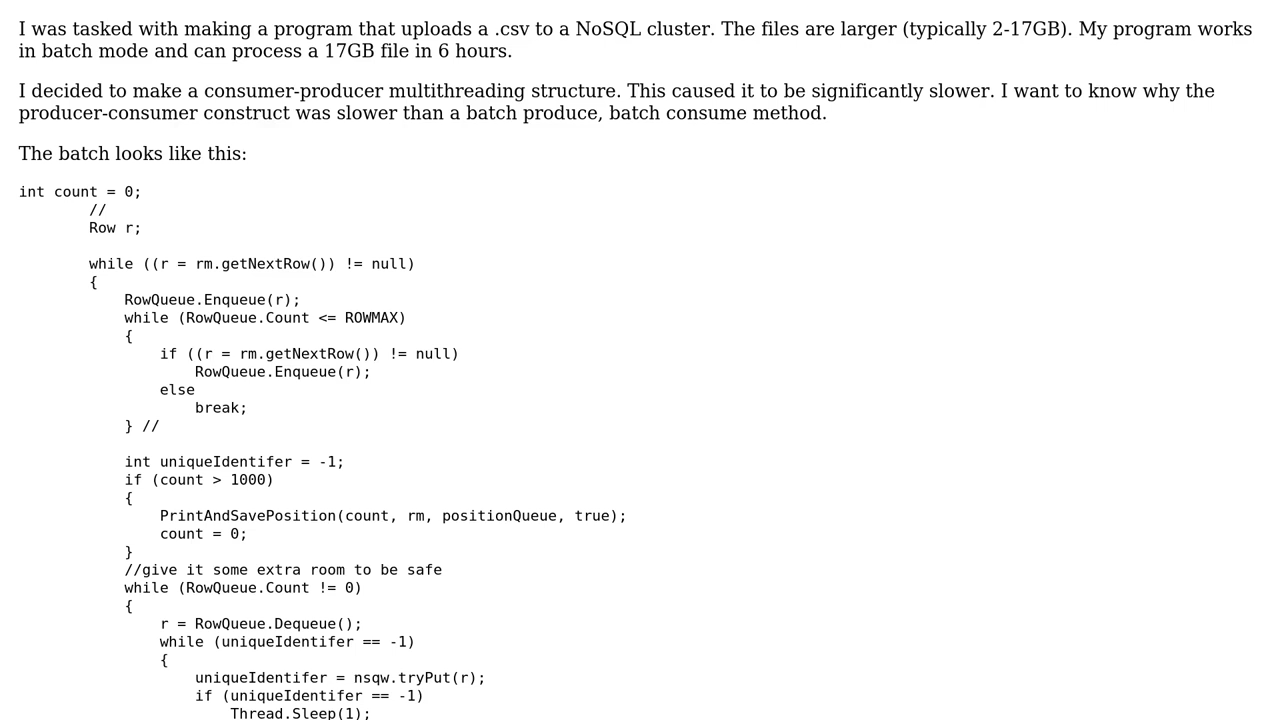 I was tasked with making a program that uploads a .csv to a NoSQL cluster. The files are larger (typically 2-17GB). My program works
in batch mode and can process a 17GB file in 6 hours.
I decided to make a consumer-producer multithreading structure. This caused it to be significantly slower. I want to know why the
producer-consumer construct was slower than a batch produce, batch consume method.
The batch looks like this:
int count = 0;
        //
        Row r;
        while ((r = rm.getNextRow()) != null)
        {
            RowQueue.Enqueue(r);
            while (RowQueue.Count <= ROWMAX)
            {
                if ((r = rm.getNextRow()) != null)
                    RowQueue.Enqueue(r);
                else
                    break;
            } //
            int uniqueIdentifer = -1;
            if (count > 1000)
            {
                PrintAndSavePosition(count, rm, positionQueue, true);
                count = 0;
            }
            //give it some extra room to be safe
            while (RowQueue.Count != 0)
            {
                r = RowQueue.Dequeue();
                while (uniqueIdentifer == -1)
                {
                    uniqueIdentifer = nsqw.tryPut(r);
                    if (uniqueIdentifer == -1)
                        Thread.Sleep(1);